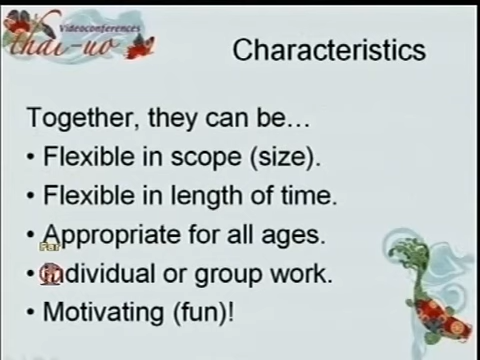 Videoconferences
thai-uo
Characteristics
Together, they can be…
• Flexible in scope (size).
• Flexible in length of time.
• Appropriate for all ages.
• Individual or group work.
• Motivating (fun)!